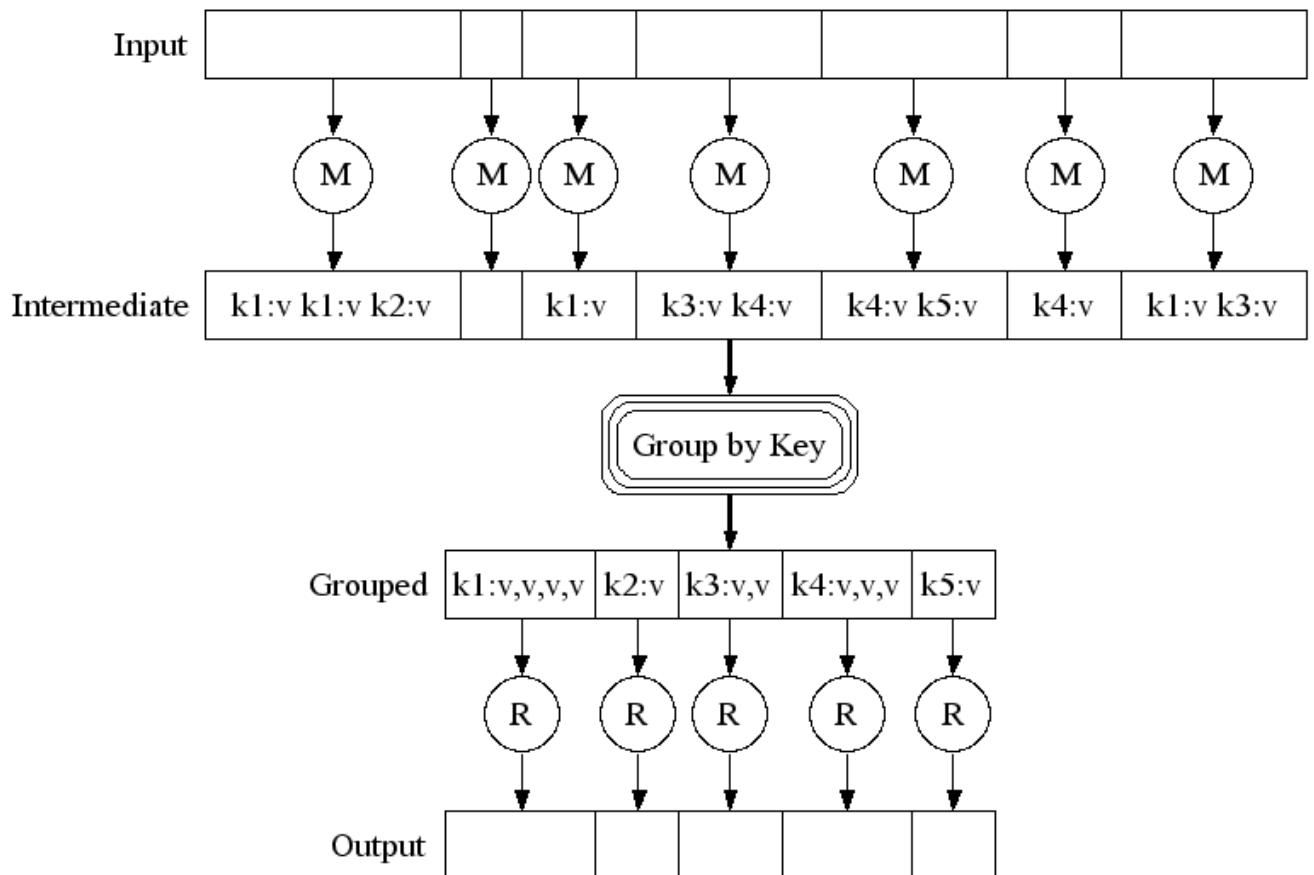 Input
M M M M M M M
Intermediate k1:v k1:v k2:v k1:v k3:v k4:v k4:v k5:v k4:v k1:v k3:v
Group by Key
Grouped k1:v,v,v,v k2:v k3:v,v k4:v,v,v k5:v
R R R R R
Output